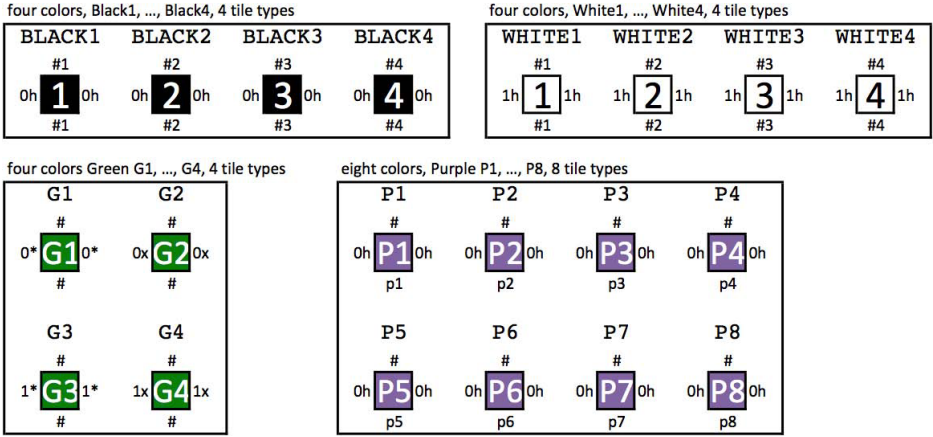 four colors, Black1, ..., Black4, 4 tile types
BLACK1 BLACK2 BLACK3 BLACK4
#1 #2 #3 #4
0h 1 0h 0h 2 0h 0h 3 0h 0h 4 0h
#1 #2 #3 #4
four colors, White1, ..., White4, 4 tile types
WHITE1 WHITE2 WHITE3 WHITE4
#1 #2 #3 #4
1h 1 1h 1h 2 1h 1h 3 1h 1h 4 1h
#1 #2 #3 #4
four colors Green G1, ..., G4, 4 tile types
G1 G2
# #
0* G1 0* 0x G2 0x
# #
G3 G4
# #
1* G3 1* 1x G4 1x
# #
eight colors, Purple P1, ..., P8, 8 tile types
P1 P2 P3 P4
# # # #
0h P1 0h 0h P2 0h 0h P3 0h 0h P4 0h
p1 p2 p3 p4
P5 P6 P7 P8
# # # #
0h P5 0h 0h P6 0h 0h P7 0h 0h P8 0h
p5 p6 p7 p8